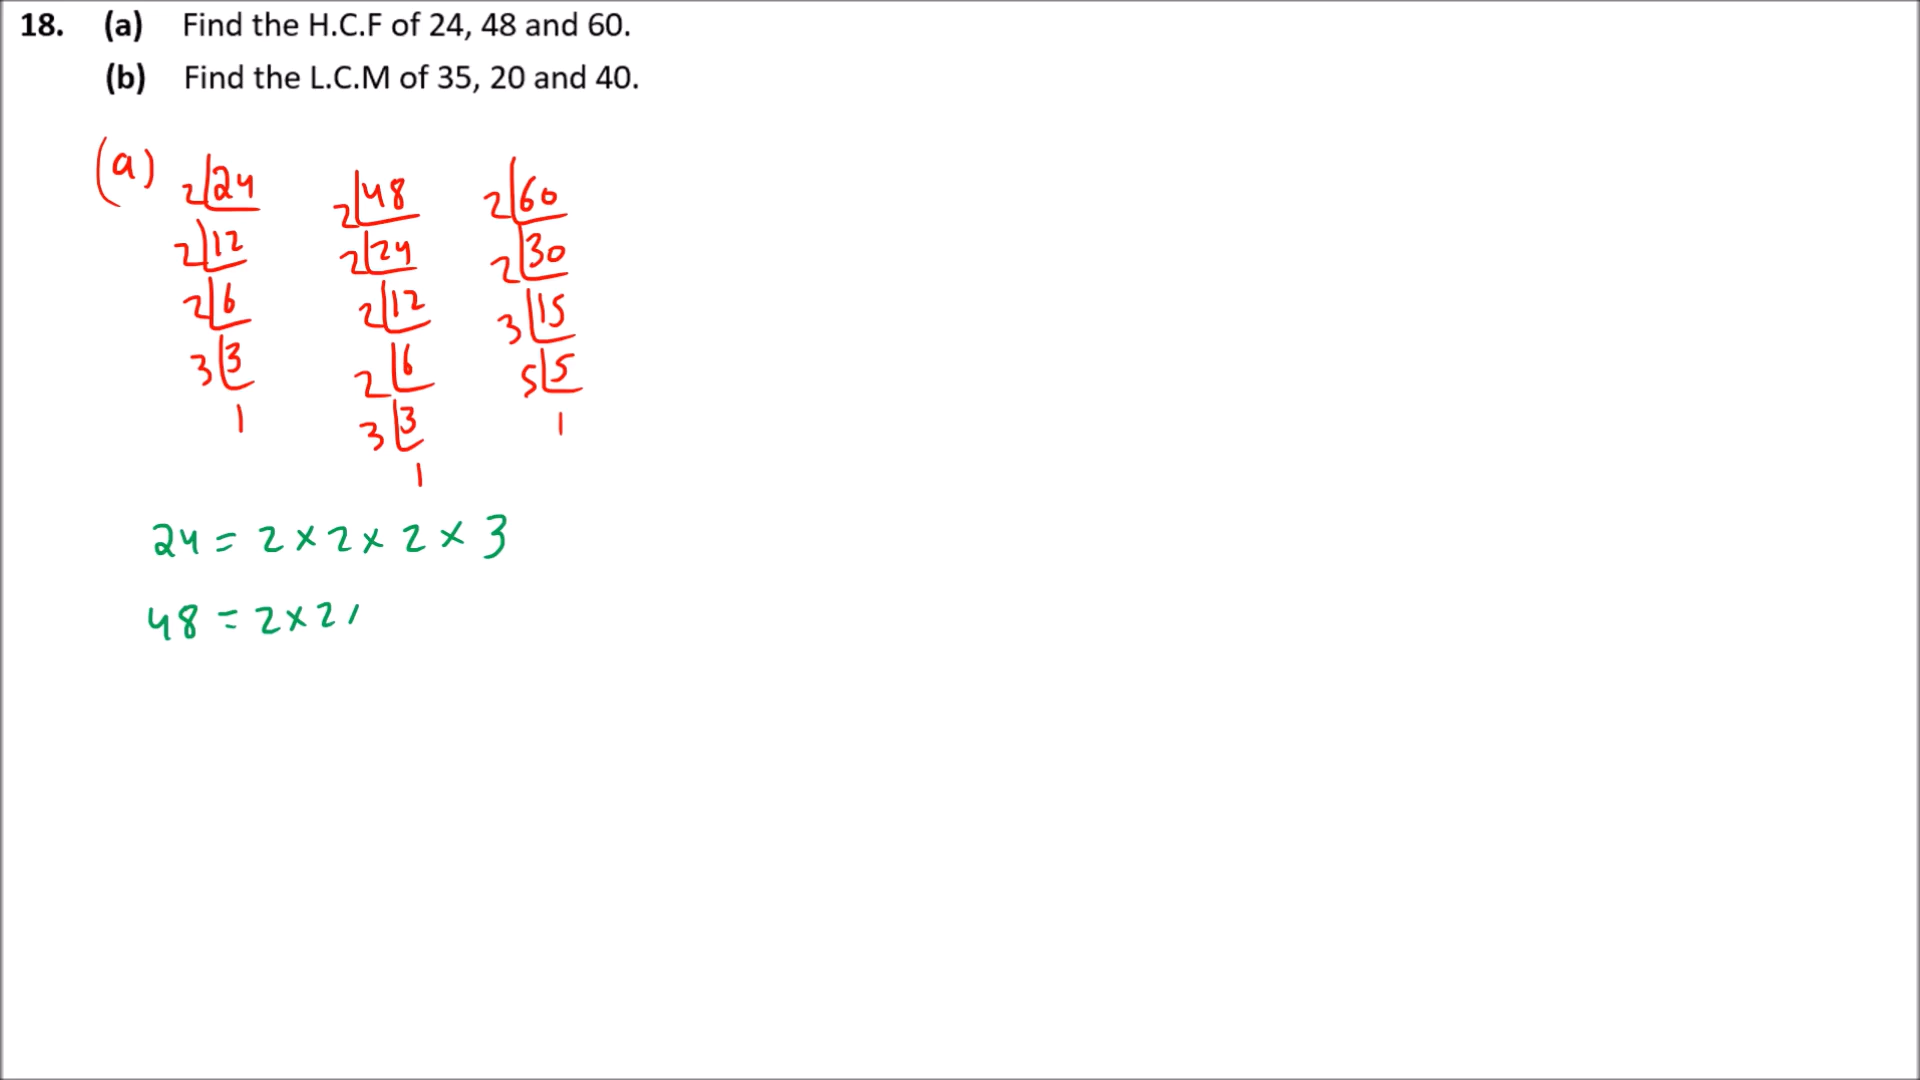 18. (a) Find the H.C.F of 24, 48 and 60.
(b) Find the L.C.M of 35, 20 and 40.
(a) 2|24 2|48 2|60
2|12 2|24 2|30
2|6 2|12 3|15
3|3 2|6 5|5
1 3|3 1
1
24 = 2 × 2 × 2 × 3
48 = 2 × 2